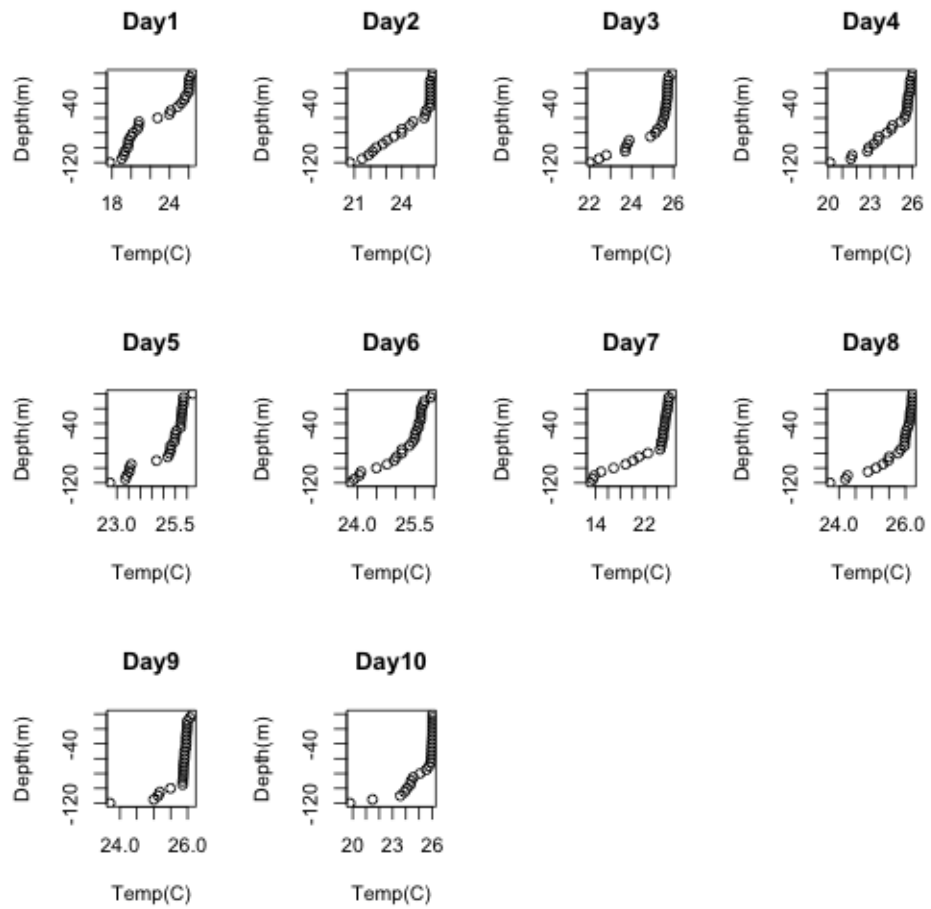 Day1 Day2 Day3 Day4
Depth(m) Depth(m) Depth(m) Depth(m)
-40 -40 -40 -40
-120 -120 -120 -120
18 24 21 24 22 24 26 20 23 26
Temp(C) Temp(C) Temp(C) Temp(C)
Day5 Day6 Day7 Day8
Depth(m) Depth(m) Depth(m) Depth(m)
-40 -40 -40 -40
-120 -120 -120 -120
23.0 25.5 24.0 25.5 14 22 24.0 26.0
Temp(C) Temp(C) Temp(C) Temp(C)
Day9 Day10
Depth(m) Depth(m)
-40 -40
-120 -120
24.0 26.0 20 23 26
Temp(C) Temp(C)